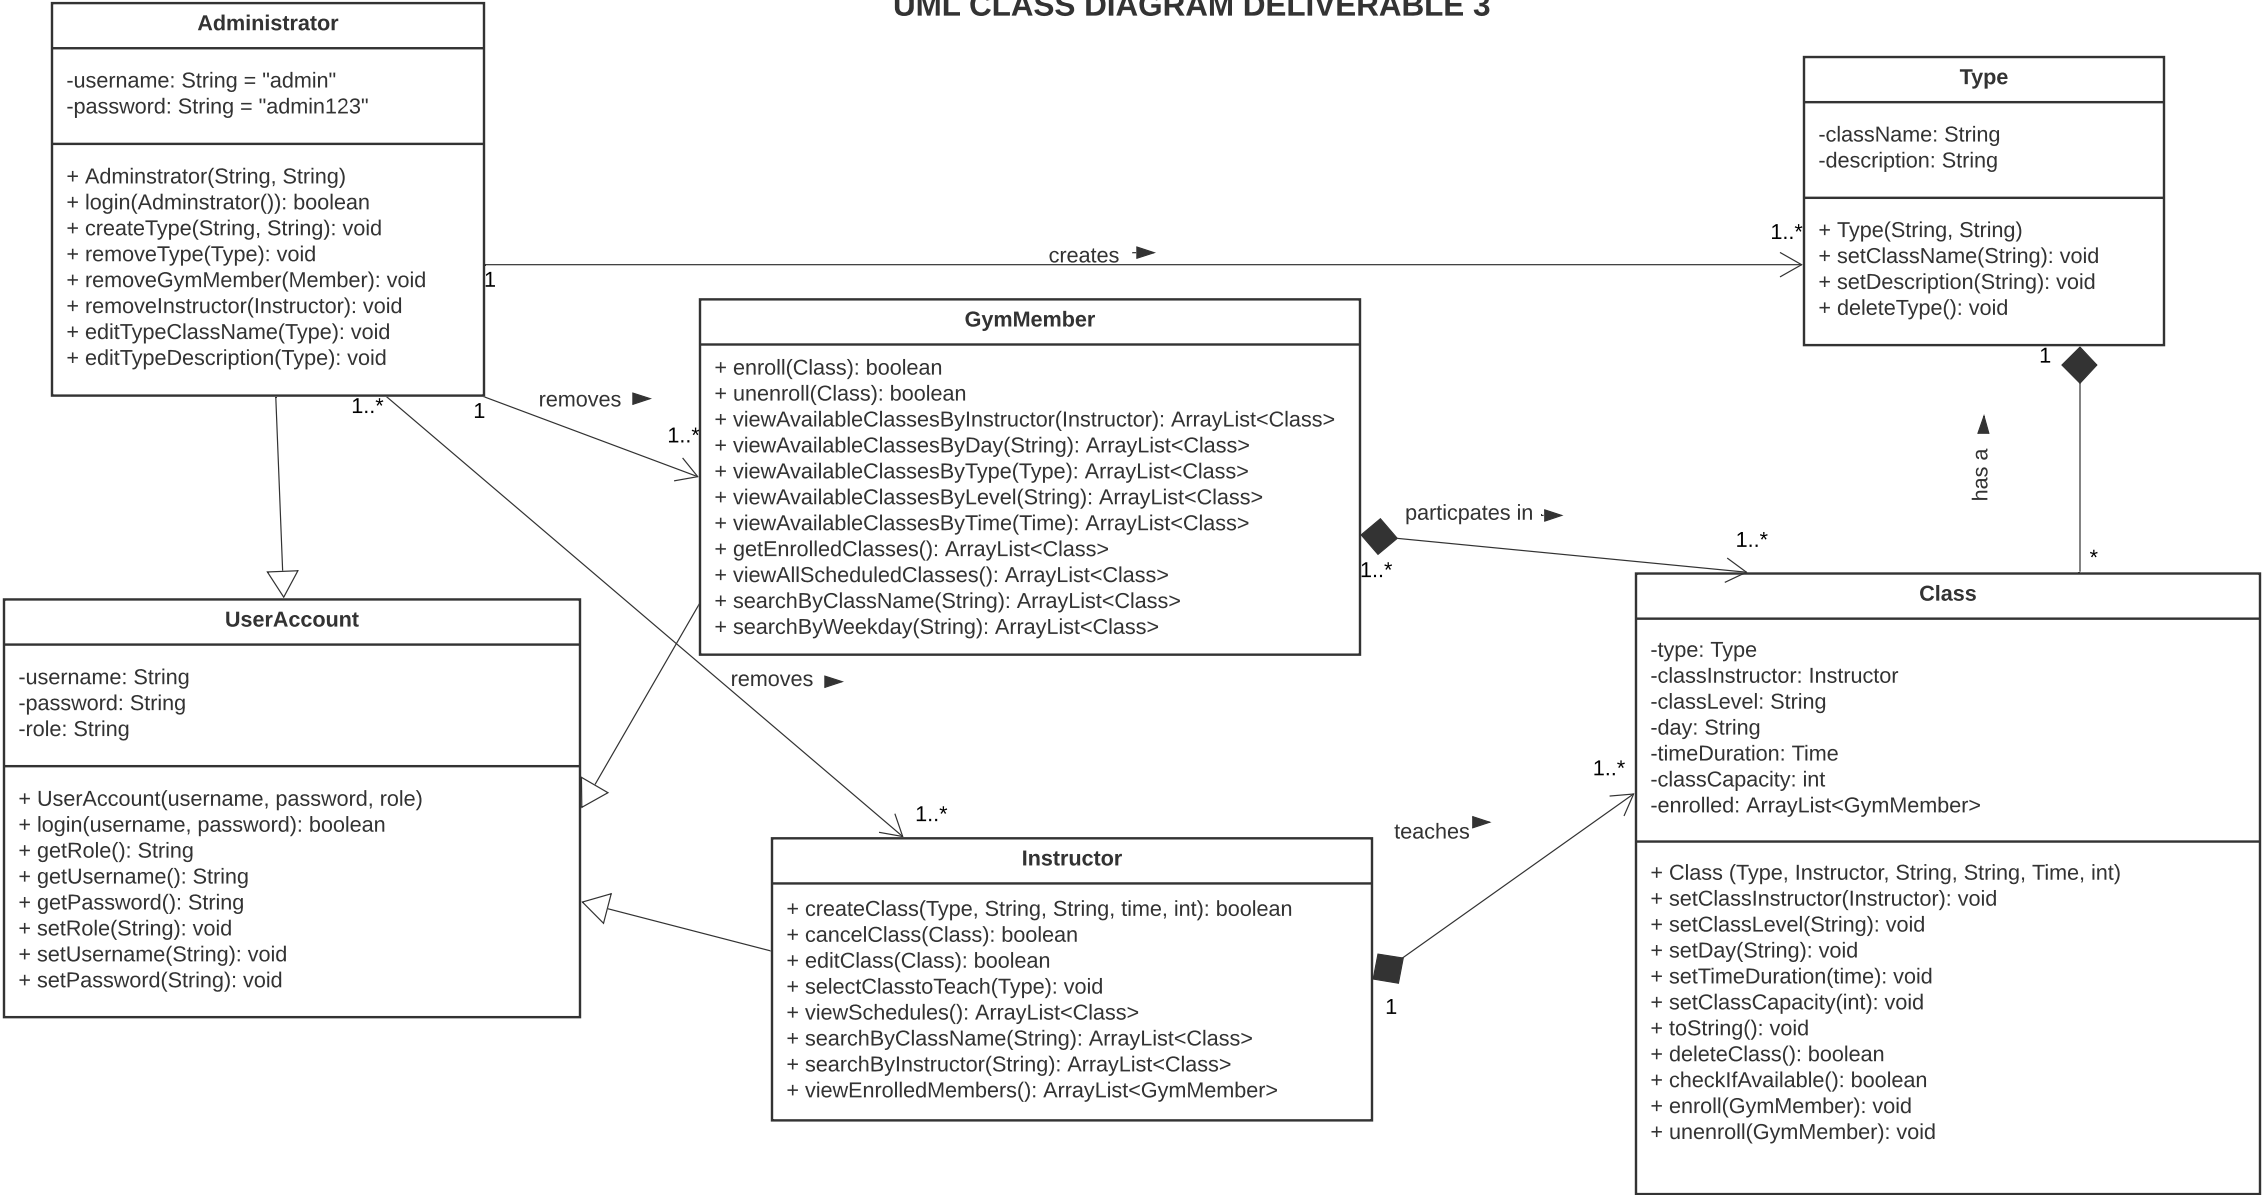 UML CLASS DIAGRAM DELIVERABLE 3
Administrator
-username: String = "admin"
-password: String = "admin123"
+ Adminstrator(String, String)
+ login(Adminstrator()): boolean
+ createType(String, String): void
+ removeType(Type): void
+ removeGymMember(Member): void
+ removeInstructor(Instructor): void
+ editTypeClassName(Type): void
+ editTypeDescription(Type): void
Type
-className: String
-description: String
+ Type(String, String)
+ setClassName(String): void
+ setDescription(String): void
+ deleteType(): void
creates
1
1..*
GymMember
+ enroll(Class): boolean
+ unenroll(Class): boolean
+ viewAvailableClassesByInstructor(Instructor): ArrayList<Class>
+ viewAvailableClassesByDay(String): ArrayList<Class>
+ viewAvailableClassesByType(Type): ArrayList<Class>
+ viewAvailableClassesByLevel(String): ArrayList<Class>
+ viewAvailableClassesByTime(Time): ArrayList<Class>
+ getEnrolledClasses(): ArrayList<Class>
+ viewAllScheduledClasses(): ArrayList<Class>
+ searchByClassName(String): ArrayList<Class>
+ searchByWeekday(String): ArrayList<Class>
removes
1
1..*
1..*
removes
1..*
particpates in
1..*
1..*
has a
1
*
UserAccount
-username: String
-password: String
-role: String
+ UserAccount(username, password, role)
+ login(username, password): boolean
+ getRole(): String
+ getUsername(): String
+ getPassword(): String
+ setRole(String): void
+ setUsername(String): void
+ setPassword(String): void
Instructor
+ createClass(Type, String, String, time, int): boolean
+ cancelClass(Class): boolean
+ editClass(Class): boolean
+ selectClasstoTeach(Type): void
+ viewSchedules(): ArrayList<Class>
+ searchByClassName(String): ArrayList<Class>
+ searchByInstructor(String): ArrayList<Class>
+ viewEnrolledMembers(): ArrayList<GymMember>
teaches
1
1..*
Class
-type: Type
-classInstructor: Instructor
-classLevel: String
-day: String
-timeDuration: Time
-classCapacity: int
-enrolled: ArrayList<GymMember>
+ Class (Type, Instructor, String, String, Time, int)
+ setClassInstructor(Instructor): void
+ setClassLevel(String): void
+ setDay(String): void
+ setTimeDuration(time): void
+ setClassCapacity(int): void
+ toString(): void
+ deleteClass(): boolean
+ checkIfAvailable(): boolean
+ enroll(GymMember): void
+ unenroll(GymMember): void